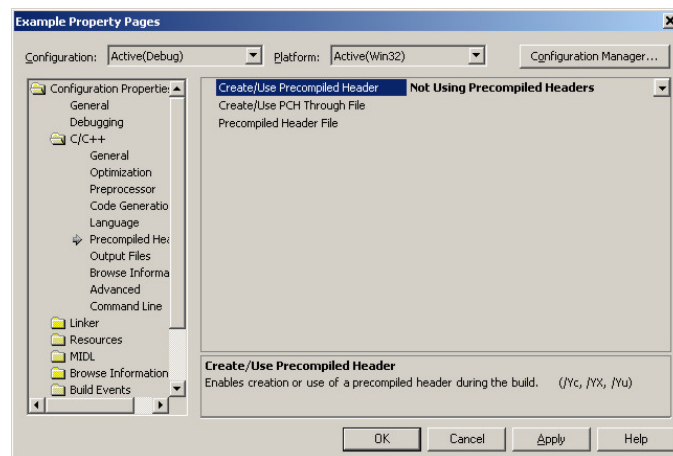 Example Property Pages
Configuration: Active(Debug) Platform: Active(Win32) Configuration Manager...
Configuration Properties
General
Debugging
C/C++
General
Optimization
Preprocessor
Code Generatio
Language
Precompiled Hea
Output Files
Browse Informa
Advanced
Command Line
Linker
Resources
MIDL
Browse Information
Build Events
Create/Use Precompiled Header Not Using Precompiled Headers
Create/Use PCH Through File
Precompiled Header File
Create/Use Precompiled Header
Enables creation or use of a precompiled header during the build. (/Yc, /YX, /Yu)
OK Cancel Apply Help